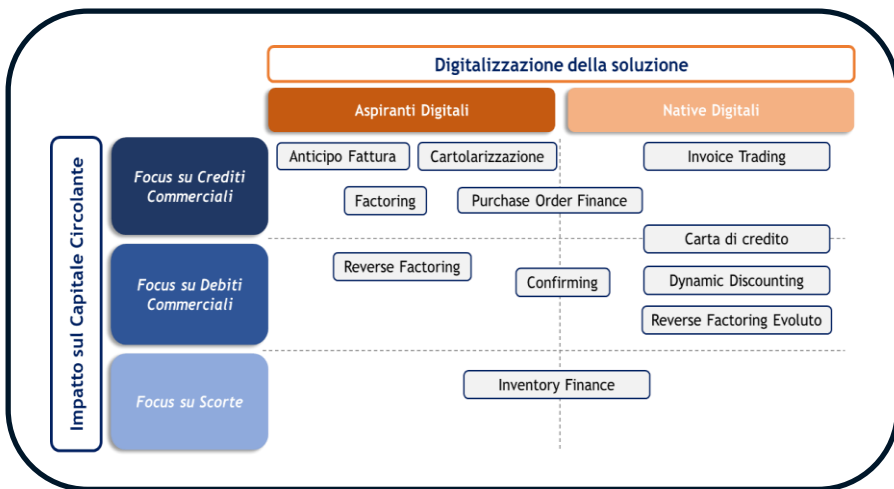 Digitalizzazione della soluzione
Aspiranti Digitali
Native Digitali
Impatto sul Capitale Circolante
Focus su Crediti
Commerciali
Anticipo Fattura
Cartolarizzazione
Invoice Trading
Factoring
Purchase Order Finance
Carta di credito
Focus su Debiti
Commerciali
Reverse Factoring
Confirming
Dynamic Discounting
Reverse Factoring Evoluto
Focus su Scorte
Inventory Finance